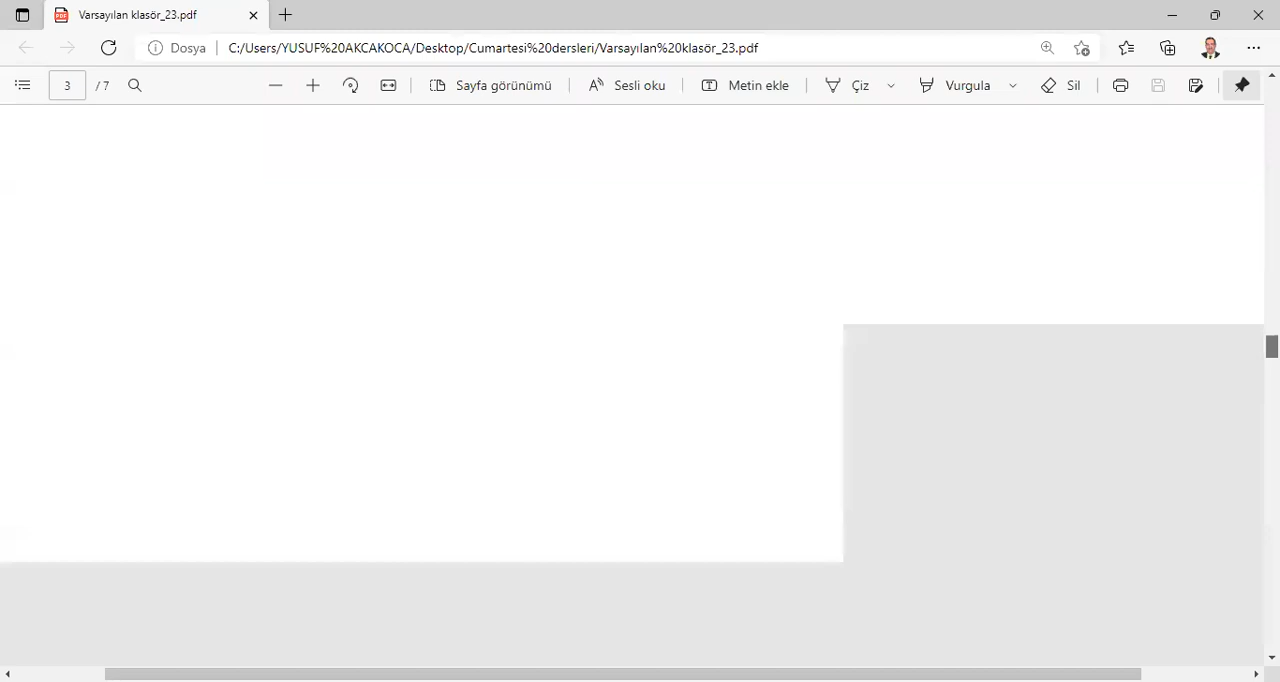 Varsayılan klasör_23.pdf
Dosya C:/Users/YUSUF%20AKCAKOCA/Desktop/Cumartesi%20dersleri/Varsayılan%20klasör_23.pdf
3 / 7 Sayfa görünümü Sesli oku Metin ekle Çiz Vurgula Sil